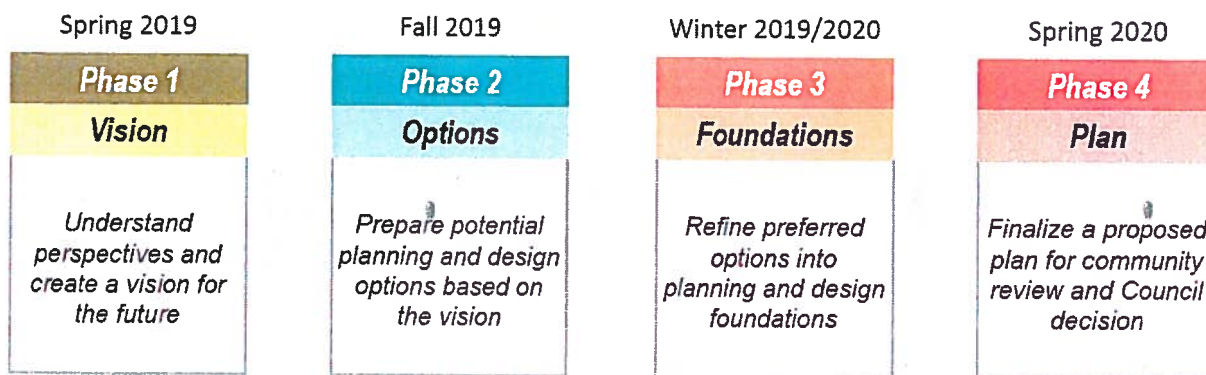 Spring 2019
Phase 1
Vision
Understand
perspectives and
create a vision for
the future
Fall 2019
Phase 2
Options
Prepare potential
planning and design
options based on
the vision
Winter 2019/2020
Phase 3
Foundations
Refine preferred
options into
planning and design
foundations
Spring 2020
Phase 4
Plan
Finalize a proposed
plan for community
review and Council
decision